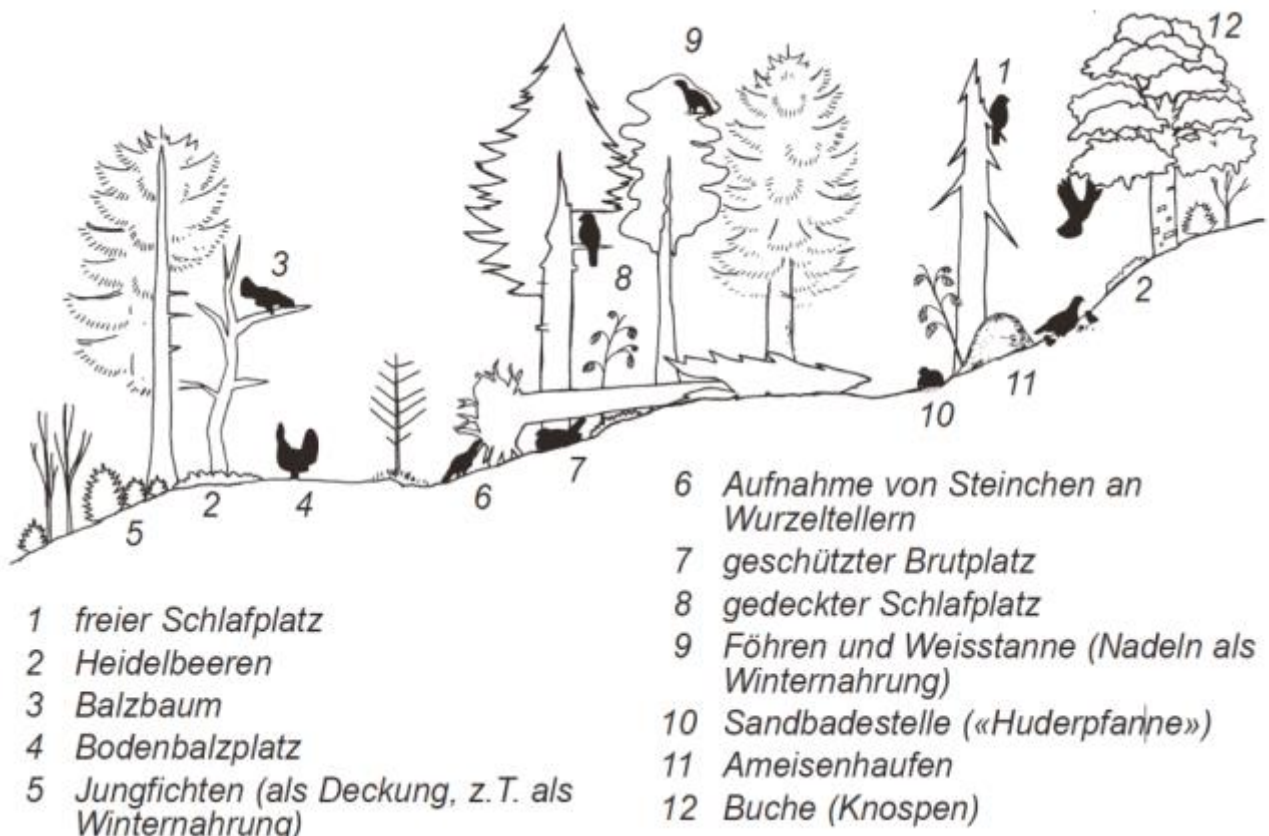 9
12
1
3
8
2
11
10
7
6
4
2
5
1 freier Schlafplatz
2 Heidelbeeren
3 Balzbaum
4 Bodenbalzplatz
5 Jungfichten (als Deckung, z.T. als
Winternahrung)
6 Aufnahme von Steinchen an
Wurzeltellern
7 geschützter Brutplatz
8 gedeckter Schlafplatz
9 Föhren und Weisstanne (Nadeln als
Winternahrung)
10 Sandbadestelle («Huderpfanne»)
11 Ameisenhaufen
12 Buche (Knospen)